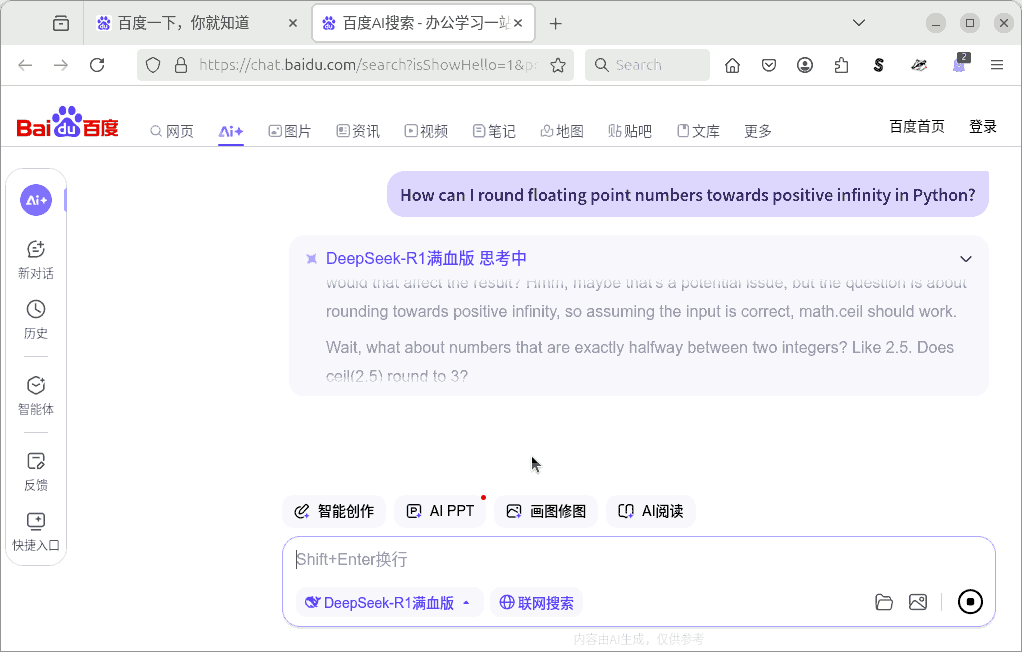 百度一下，你就知道
百度AI搜索 - 办公学习一站
https://chat.baidu.com/search?isShowHello=1&p
Search
2
Bai du 百度
网页
Ai+
图片
资讯
视频
笔记
地图
贴吧
文库
更多
百度首页
登录
Ai+
新对话
历史
智能体
反馈
快捷入口
How can I round floating point numbers towards positive infinity in Python?
DeepSeek-R1满血版 思考中
would that affect the result? Hmm, maybe that's a potential issue, but the question is about
rounding towards positive infinity, so assuming the input is correct, math.ceil should work.
Wait, what about numbers that are exactly halfway between two integers? Like 2.5. Does
ceil(2.5) round to 3?
智能创作
AI PPT
画图修图
AI阅读
Shift+Enter换行
DeepSeek-R1满血版
联网搜索
内容由AI生成，仅供参考